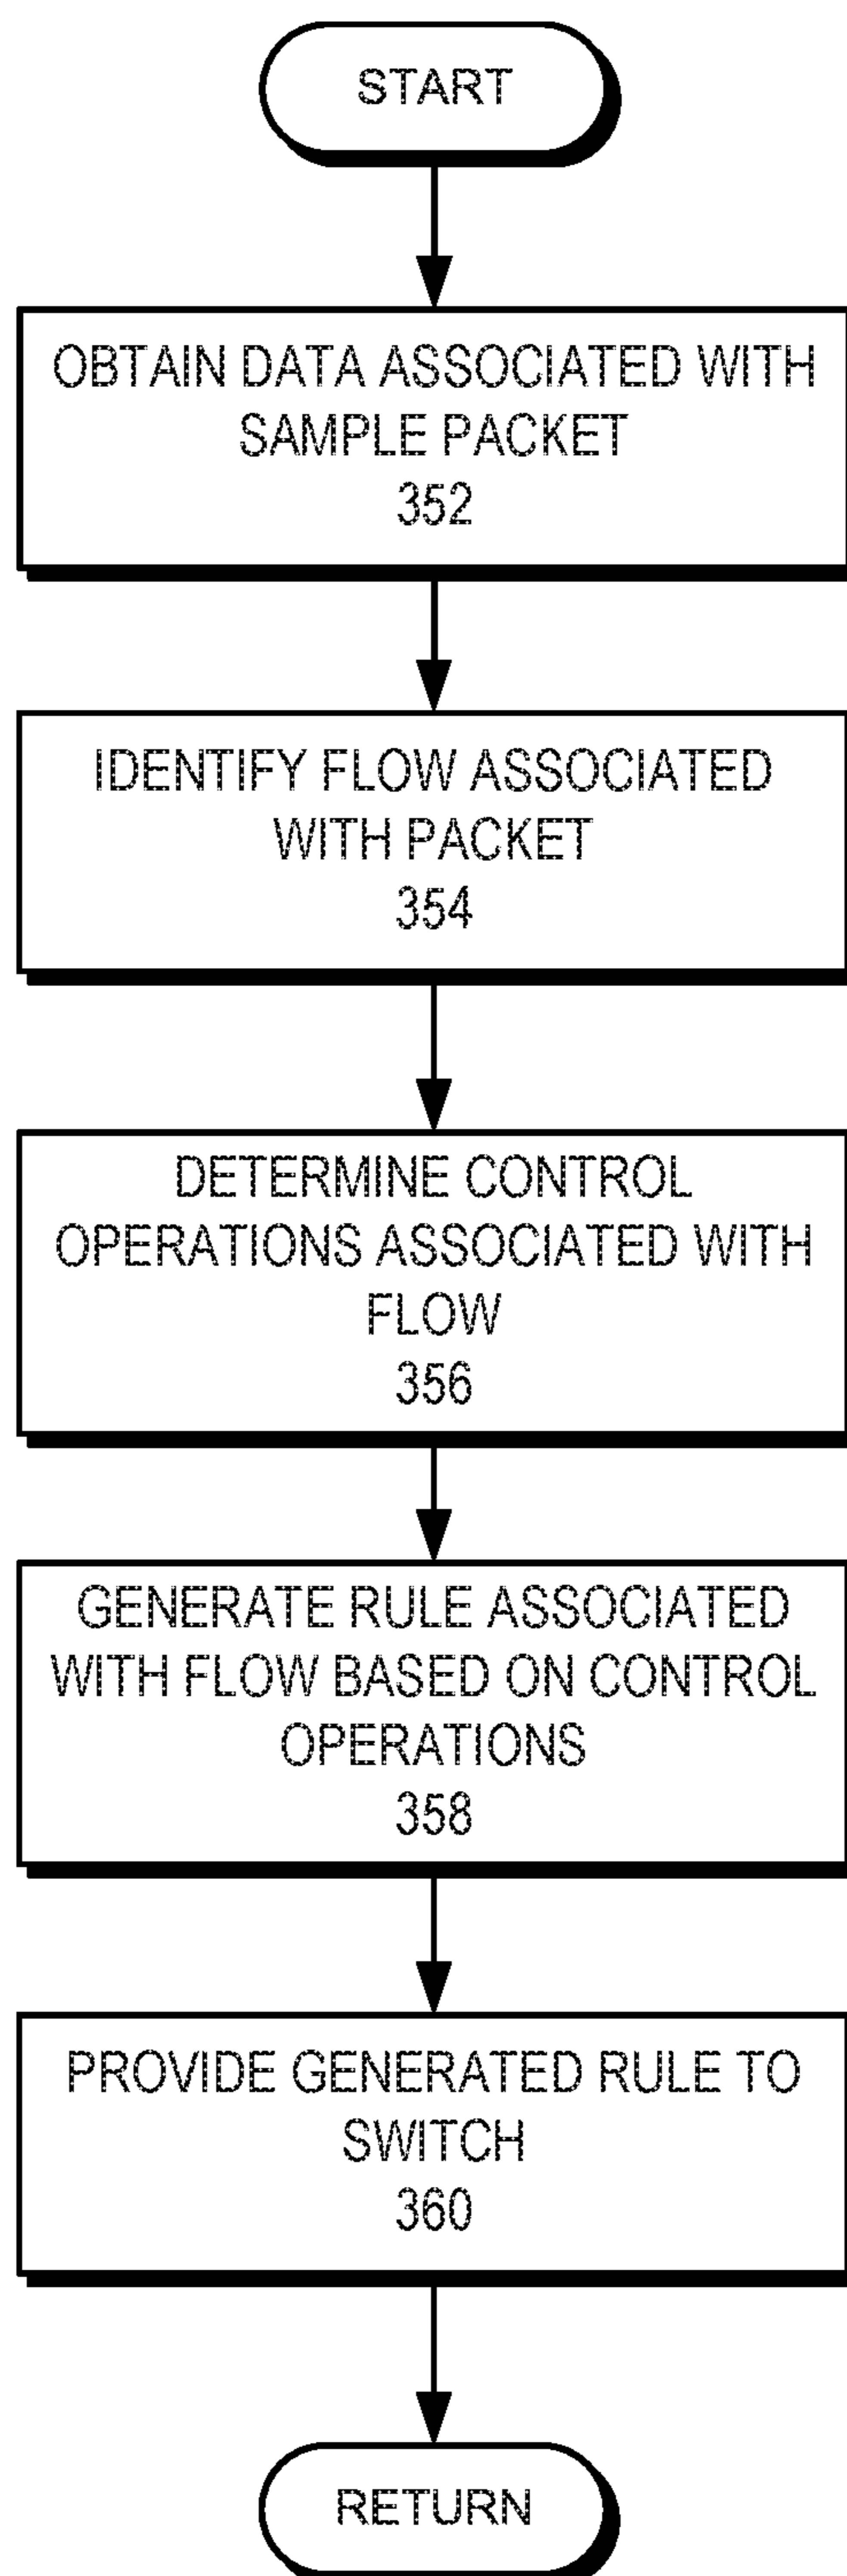 START
OBTAIN DATA ASSOCIATED WITH
SAMPLE PACKET
352
IDENTIFY FLOW ASSOCIATED
WITH PACKET
354
DETERMINE CONTROL
OPERATIONS ASSOCIATED WITH
FLOW
356
GENERATE RULE ASSOCIATED
WITH FLOW BASED ON CONTROL
OPERATIONS
358
PROVIDE GENERATED RULE TO
SWITCH
360
RETURN